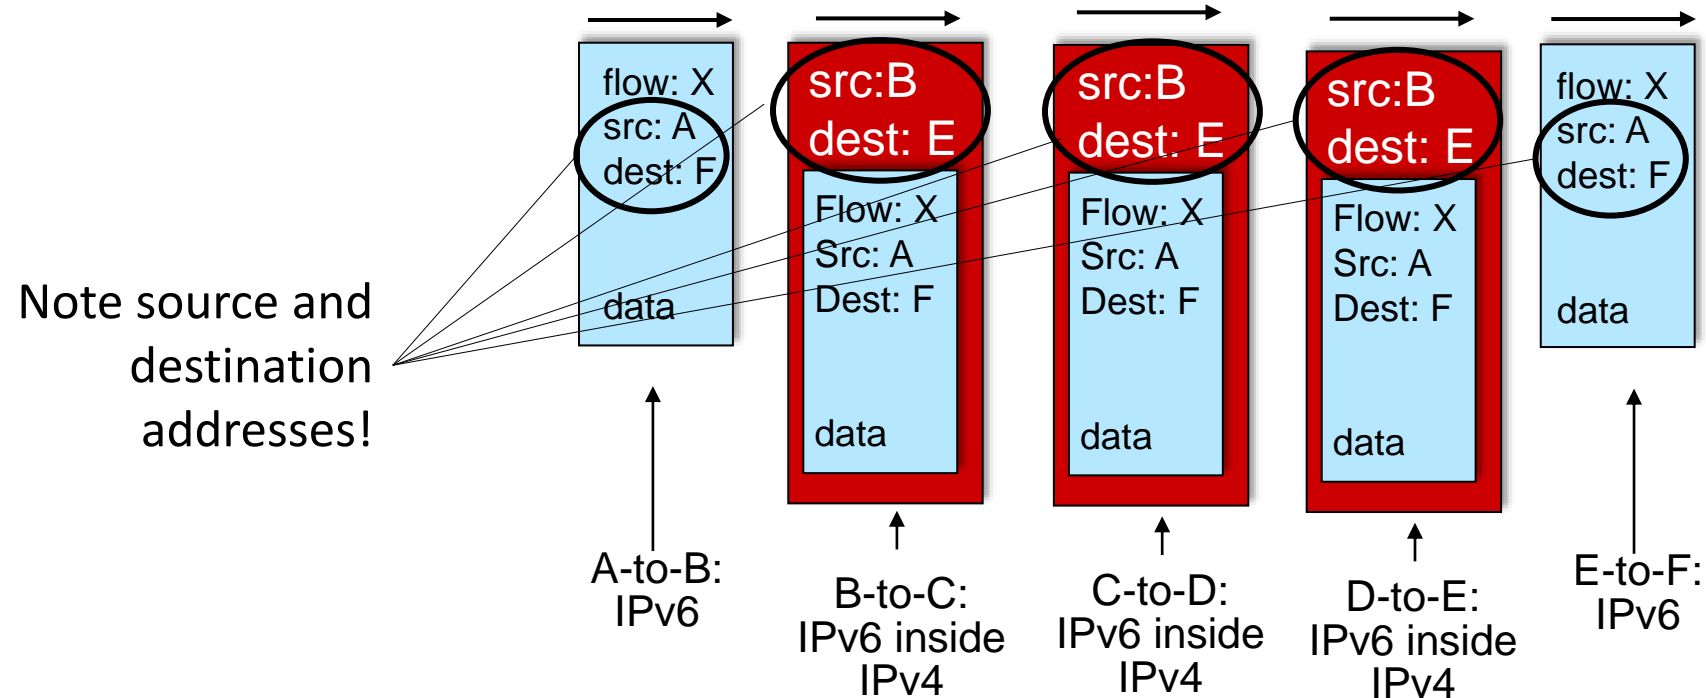 Note source and
destination
addresses!
flow: X
src: A
dest: F
data
A-to-B:
IPv6
src:B
dest: E
Flow: X
Src: A
Dest: F
data
B-to-C:
IPv6 inside
IPv4
src:B
dest: E
Flow: X
Src: A
Dest: F
data
C-to-D:
IPv6 inside
IPv4
src:B
dest: E
Flow: X
Src: A
Dest: F
data
D-to-E:
IPv6 inside
IPv4
flow: X
src: A
dest: F
data
E-to-F:
IPv6